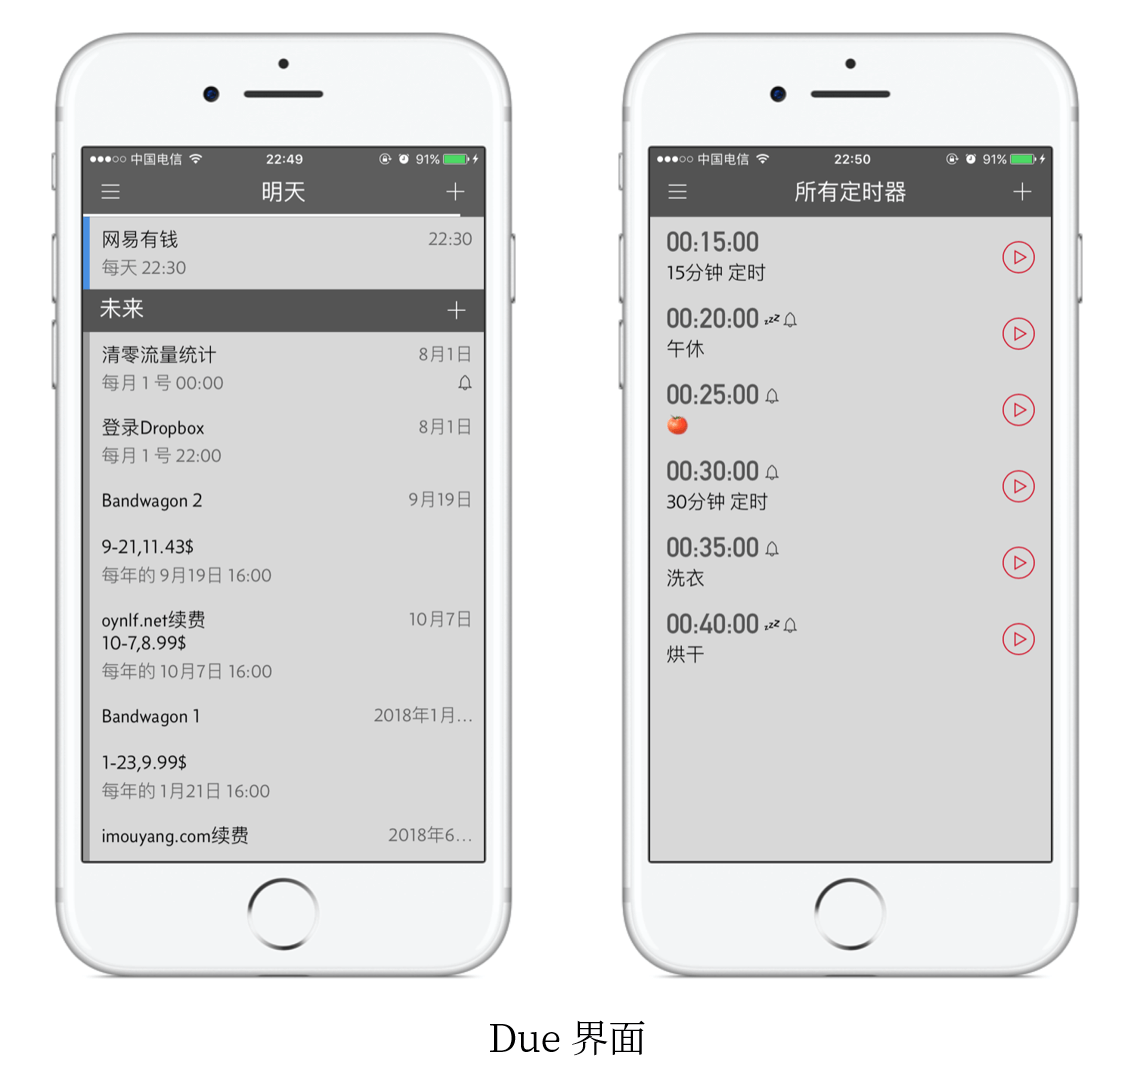 中国电信 22:49 91%
明天
网易有钱 22:30
每天 22:30
未来
清零流量统计 8月1日
每月 1 号 00:00
登录Dropbox 8月1日
每月 1 号 22:00
Bandwagon 2 9月19日
9-21,11.43$
每年的 9月19日 16:00
oynlf.net续费 10月7日
10-7,8.99$
每年的 10月7日 16:00
Bandwagon 1 2018年1月...
1-23,9.99$
每年的 1月21日 16:00
imouyang.com续费 2018年6...
中国电信 22:50 91%
所有定时器
00:15:00
15分钟 定时
00:20:00 zzz
午休
00:25:00
00:30:00
30分钟 定时
00:35:00
洗衣
00:40:00 zzz
烘干
Due 界面